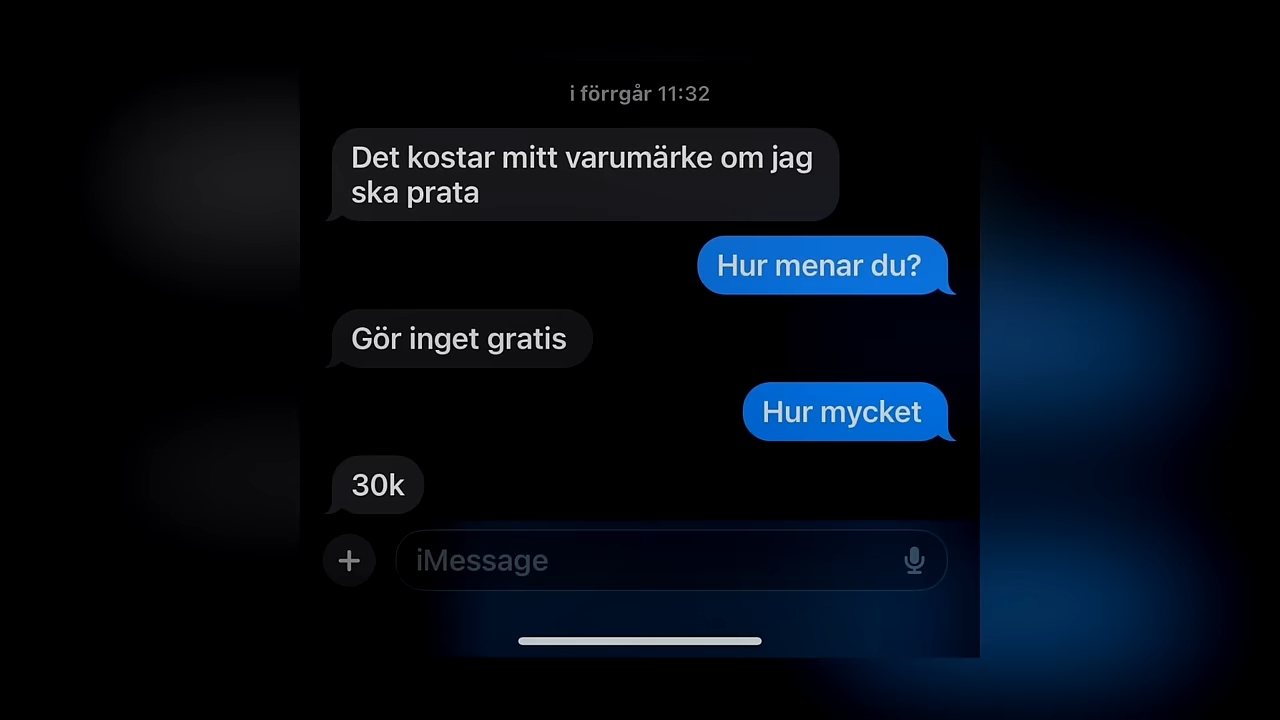 i förrgår 11:32
Det kostar mitt varumärke om jag
ska prata
Hur menar du?
Gör inget gratis
Hur mycket
30k
iMessage